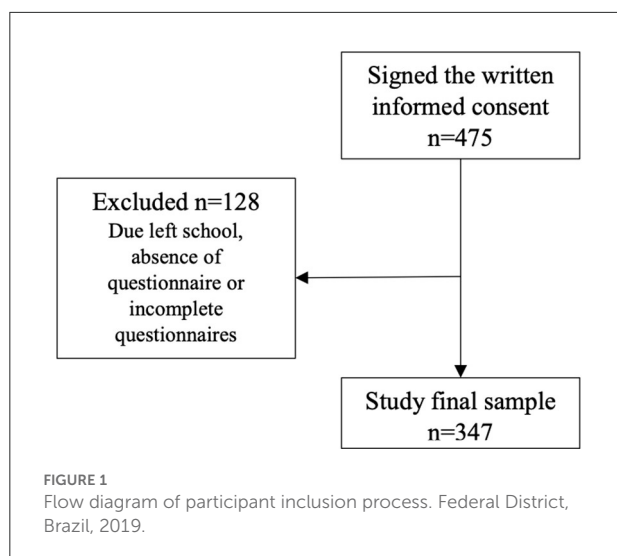 Signed the written
informed consent
n=475
Excluded n=128
Due left school,
absence of
questionnaire or
incomplete
questionnaires
Study final sample
n=347
FIGURE 1
Flow diagram of participant inclusion process. Federal District,
Brazil, 2019.